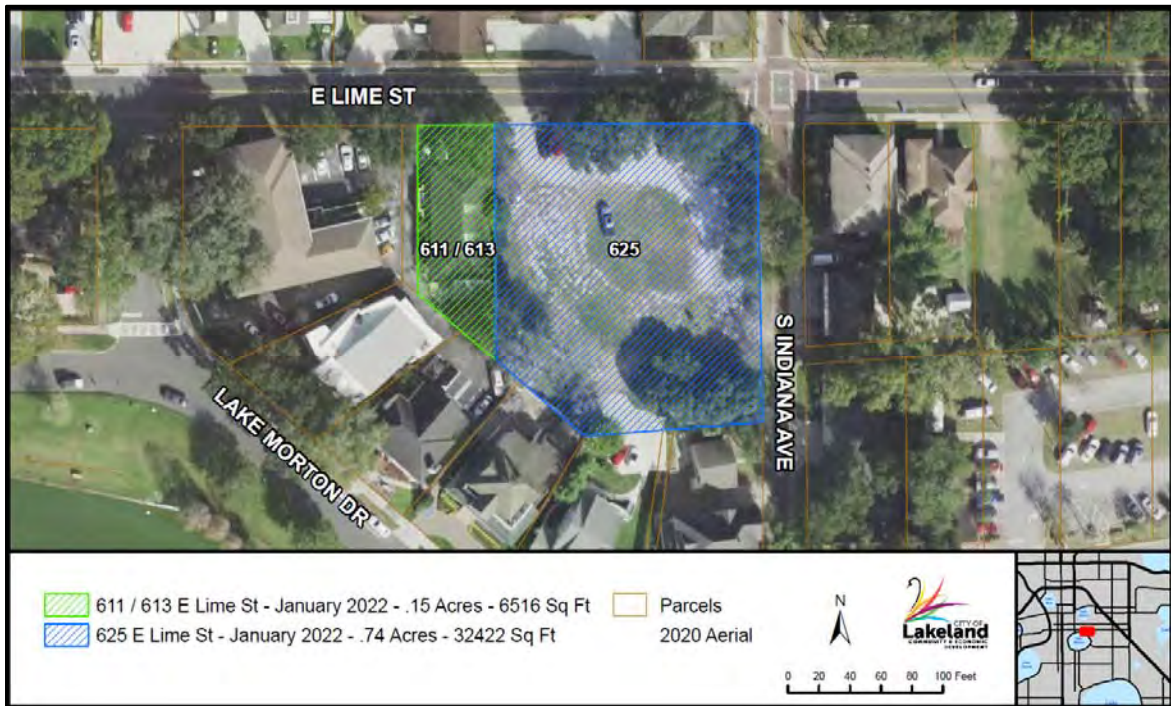 E LIME ST
611 / 613
625
S INDIANA AVE
LAKE MORTON DR
611 / 613 E Lime St - January 2022 - .15 Acres - 6516 Sq Ft
625 E Lime St - January 2022 - .74 Acres - 32422 Sq Ft
Parcels
2020 Aerial
N
CITY OF
Lakeland
COMMUNITY & ECONOMIC
DEVELOPMENT
0 20 40 60 80 100 Feet